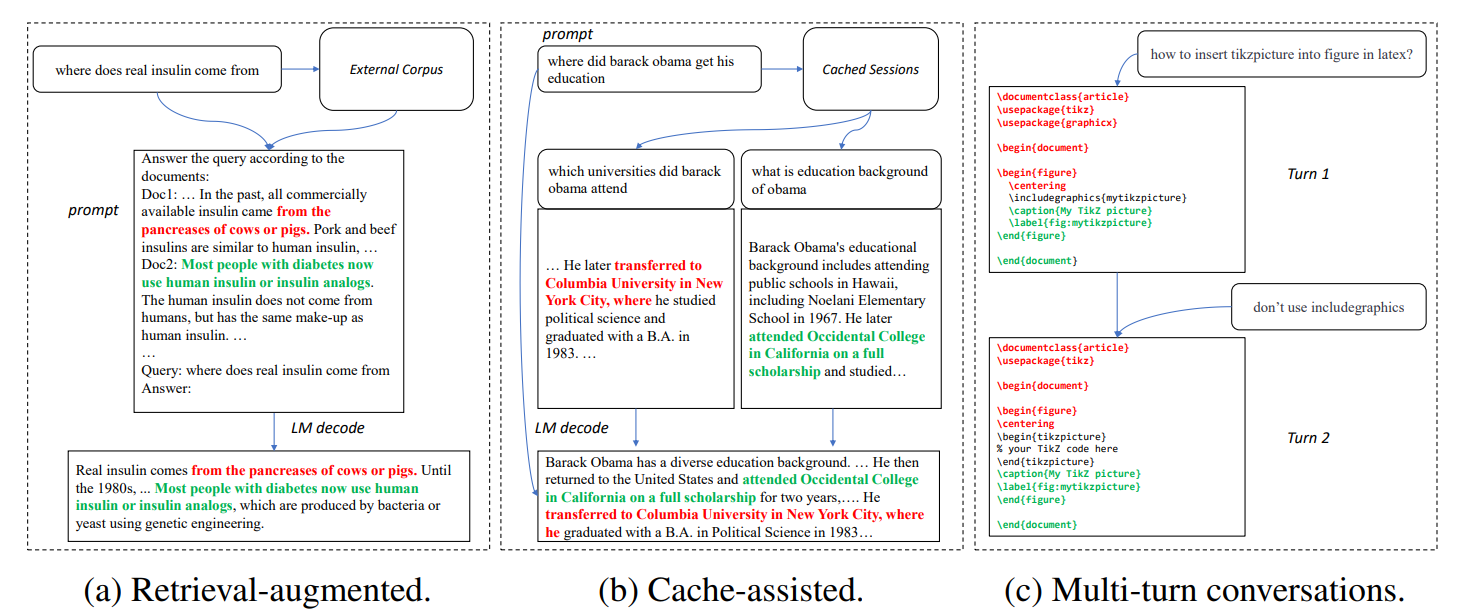 where does real insulin come from
External Corpus
prompt
Answer the query according to the
documents:
Doc1: … In the past, all commercially
available insulin came from the
pancreases of cows or pigs. Pork and beef
insulins are similar to human insulin, …
Doc2: Most people with diabetes now
use human insulin or insulin analogs.
The human insulin does not come from
humans, but has the same make-up as
human insulin. …
…
Query: where does real insulin come from
Answer:
LM decode
Real insulin comes from the pancreases of cows or pigs. Until
the 1980s, ... Most people with diabetes now use human
insulin or insulin analogs, which are produced by bacteria or
yeast using genetic engineering.
(a) Retrieval-augmented.
prompt
where did barack obama get his
education
Cached Sessions
which universities did barack
obama attend
… He later transferred to
Columbia University in New
York City, where he studied
political science and
graduated with a B.A. in
1983. …
what is education background
of obama
Barack Obama's educational
background includes attending
public schools in Hawaii,
including Noelani Elementary
School in 1967. He later
attended Occidental College
in California on a full
scholarship and studied…
LM decode
Barack Obama has a diverse education background. … He then
returned to the United States and attended Occidental College
in California on a full scholarship for two years,…. He
transferred to Columbia University in New York City, where
he graduated with a B.A. in Political Science in 1983…
(b) Cache-assisted.
how to insert tikzpicture into figure in latex?
\documentclass{article}
\usepackage{tikz}
\usepackage{graphicx}
\begin{document}
\begin{figure}
\centering
\includegraphics{mytikzpicture}
\caption{My TikZ picture}
\label{fig:mytikzpicture}
\end{figure}
\end{document}
Turn 1
don’t use includegraphics
\documentclass{article}
\usepackage{tikz}
\begin{document}
\begin{figure}
\centering
\begin{tikzpicture}
% your TikZ code here
\end{tikzpicture}
\caption{My TikZ picture}
\label{fig:mytikzpicture}
\end{figure}
\end{document}
Turn 2
(c) Multi-turn conversations.